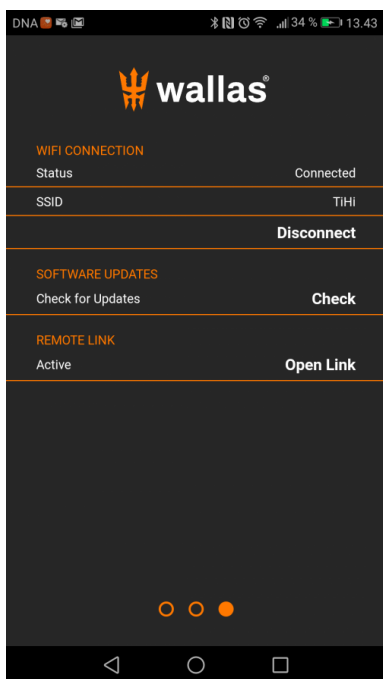 DNA 34 % 13.43
wallas®
WIFI CONNECTION
Status Connected
SSID TiHi
Disconnect
SOFTWARE UPDATES
Check for Updates Check
REMOTE LINK
Active Open Link